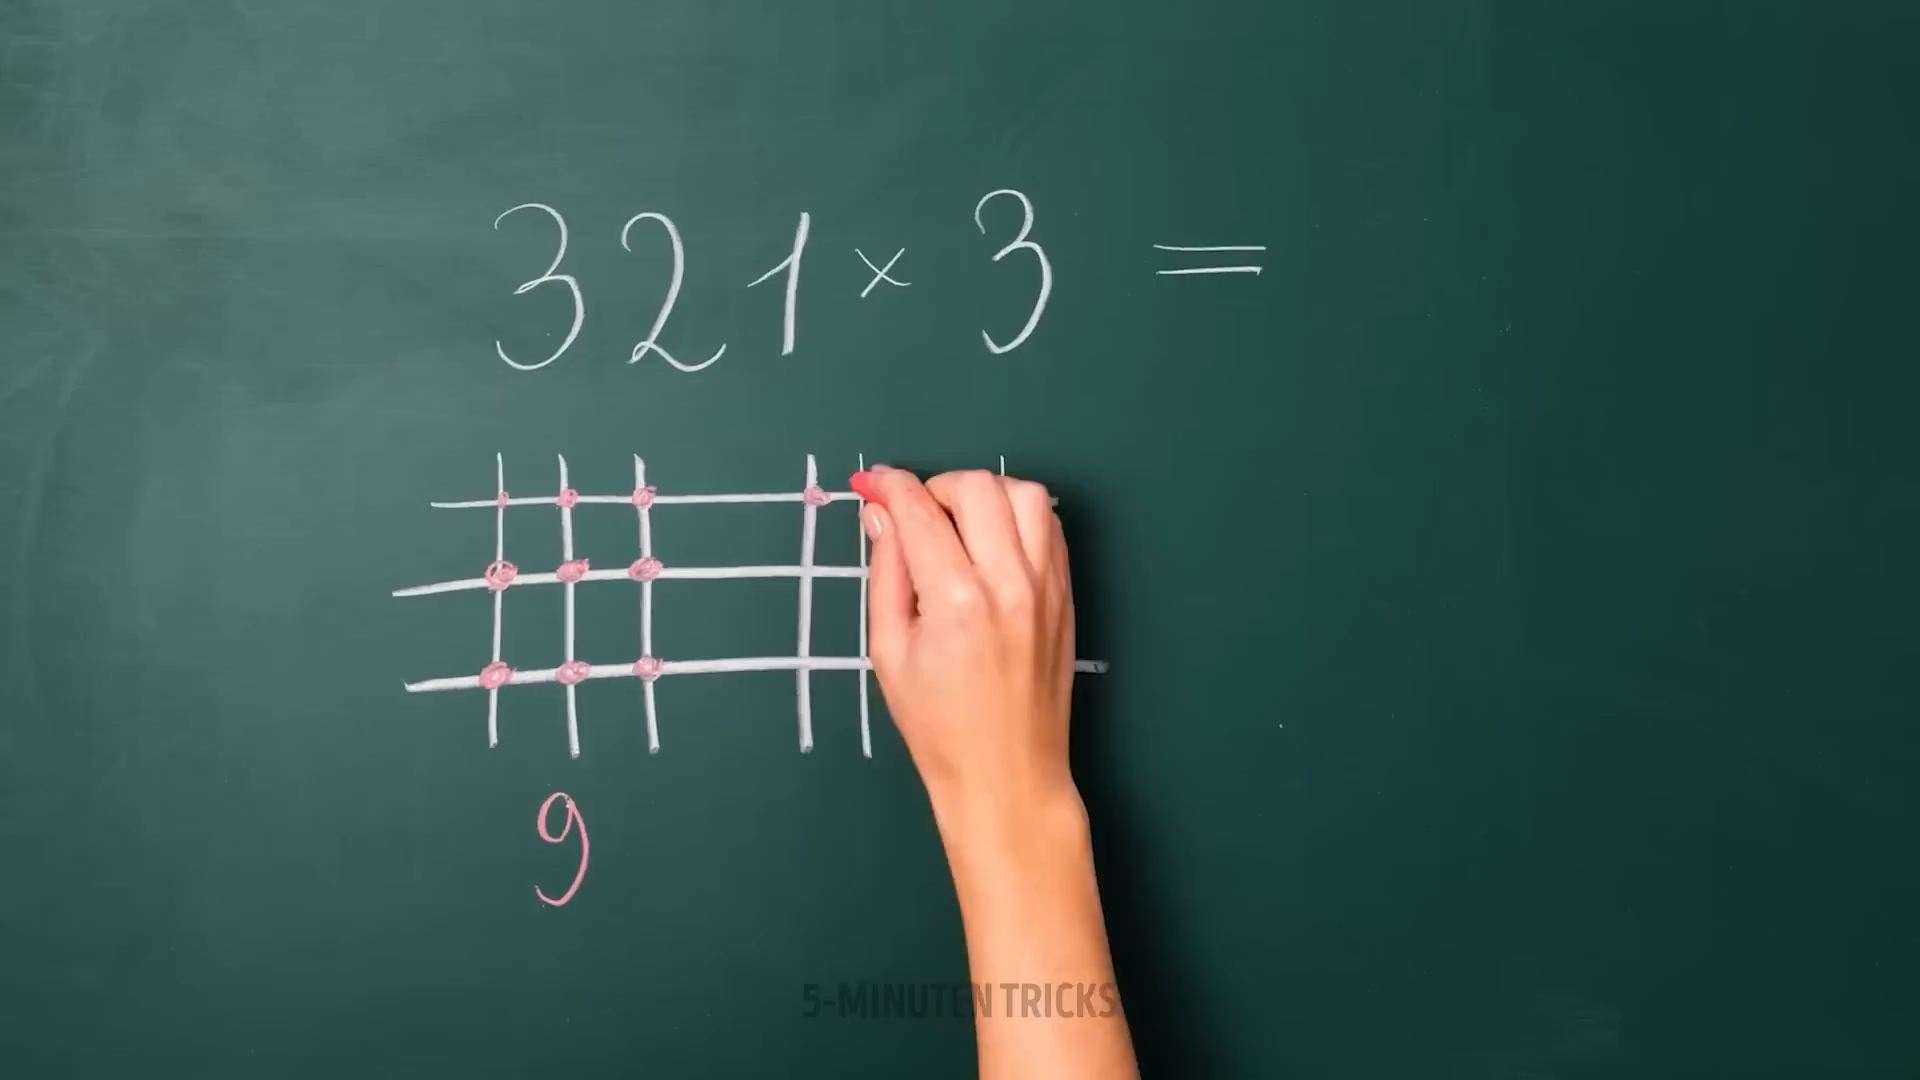 321 × 3 =
9
5-MINUTEN TRICKS